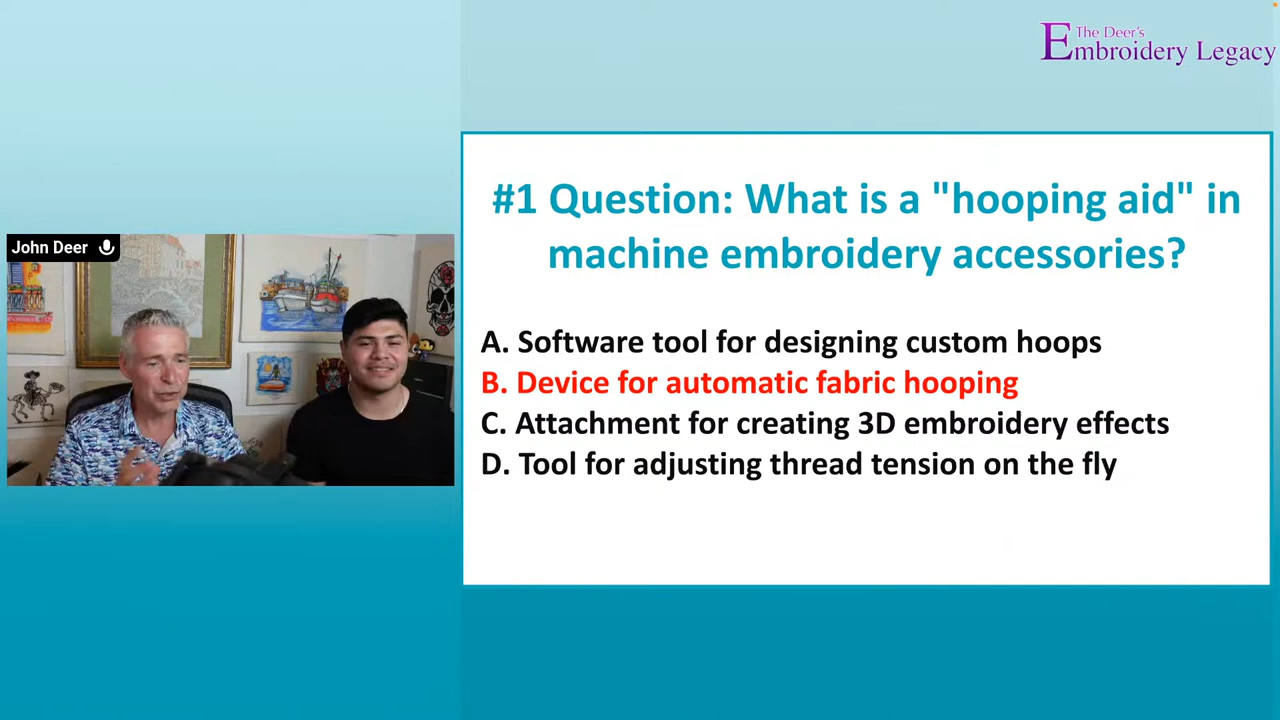 The Deer's
Embroidery Legacy
#1 Question: What is a "hooping aid" in
machine embroidery accessories?
John Deer
A. Software tool for designing custom hoops
B. Device for automatic fabric hooping
C. Attachment for creating 3D embroidery effects
D. Tool for adjusting thread tension on the fly